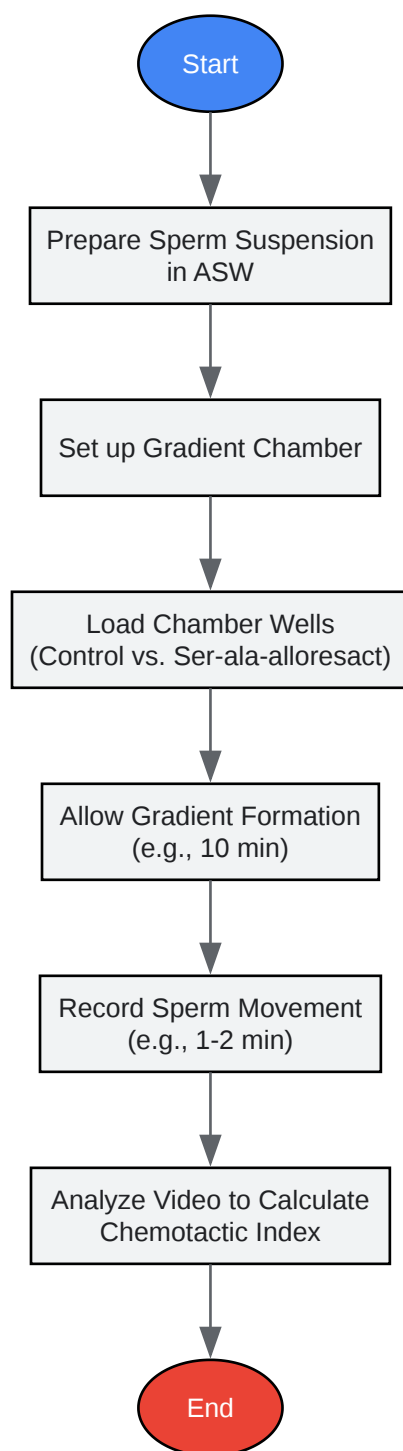 Start
Prepare Sperm Suspension
in ASW
Set up Gradient Chamber
Load Chamber Wells
(Control vs. Ser-ala-alloresact)
Allow Gradient Formation
(e.g., 10 min)
Record Sperm Movement
(e.g., 1-2 min)
Analyze Video to Calculate
Chemotactic Index
End